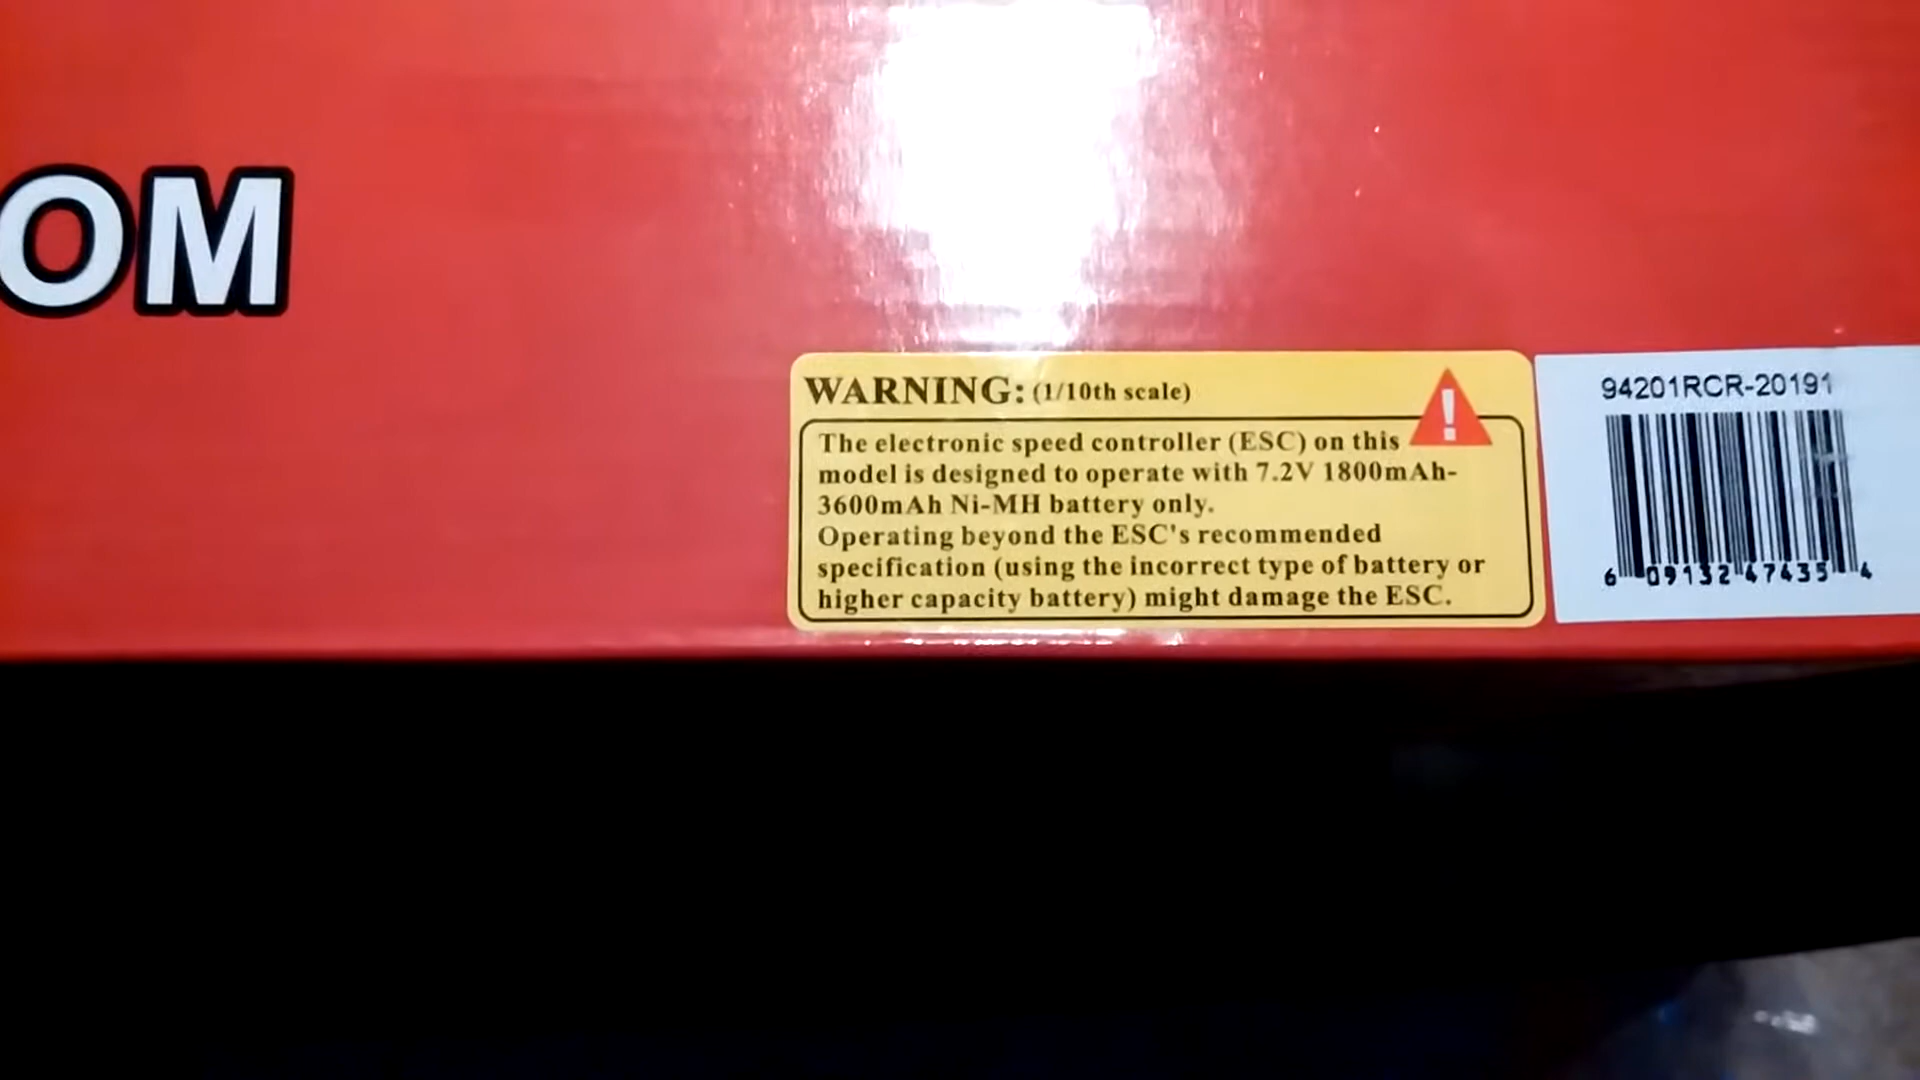 OM
WARNING: (1/10th scale)
The electronic speed controller (ESC) on this
model is designed to operate with 7.2V 1800mAh-
3600mAh Ni-MH battery only.
Operating beyond the ESC's recommended
specification (using the incorrect type of battery or
higher capacity battery) might damage the ESC.
94201RCR-20191
6 09132 47435 4